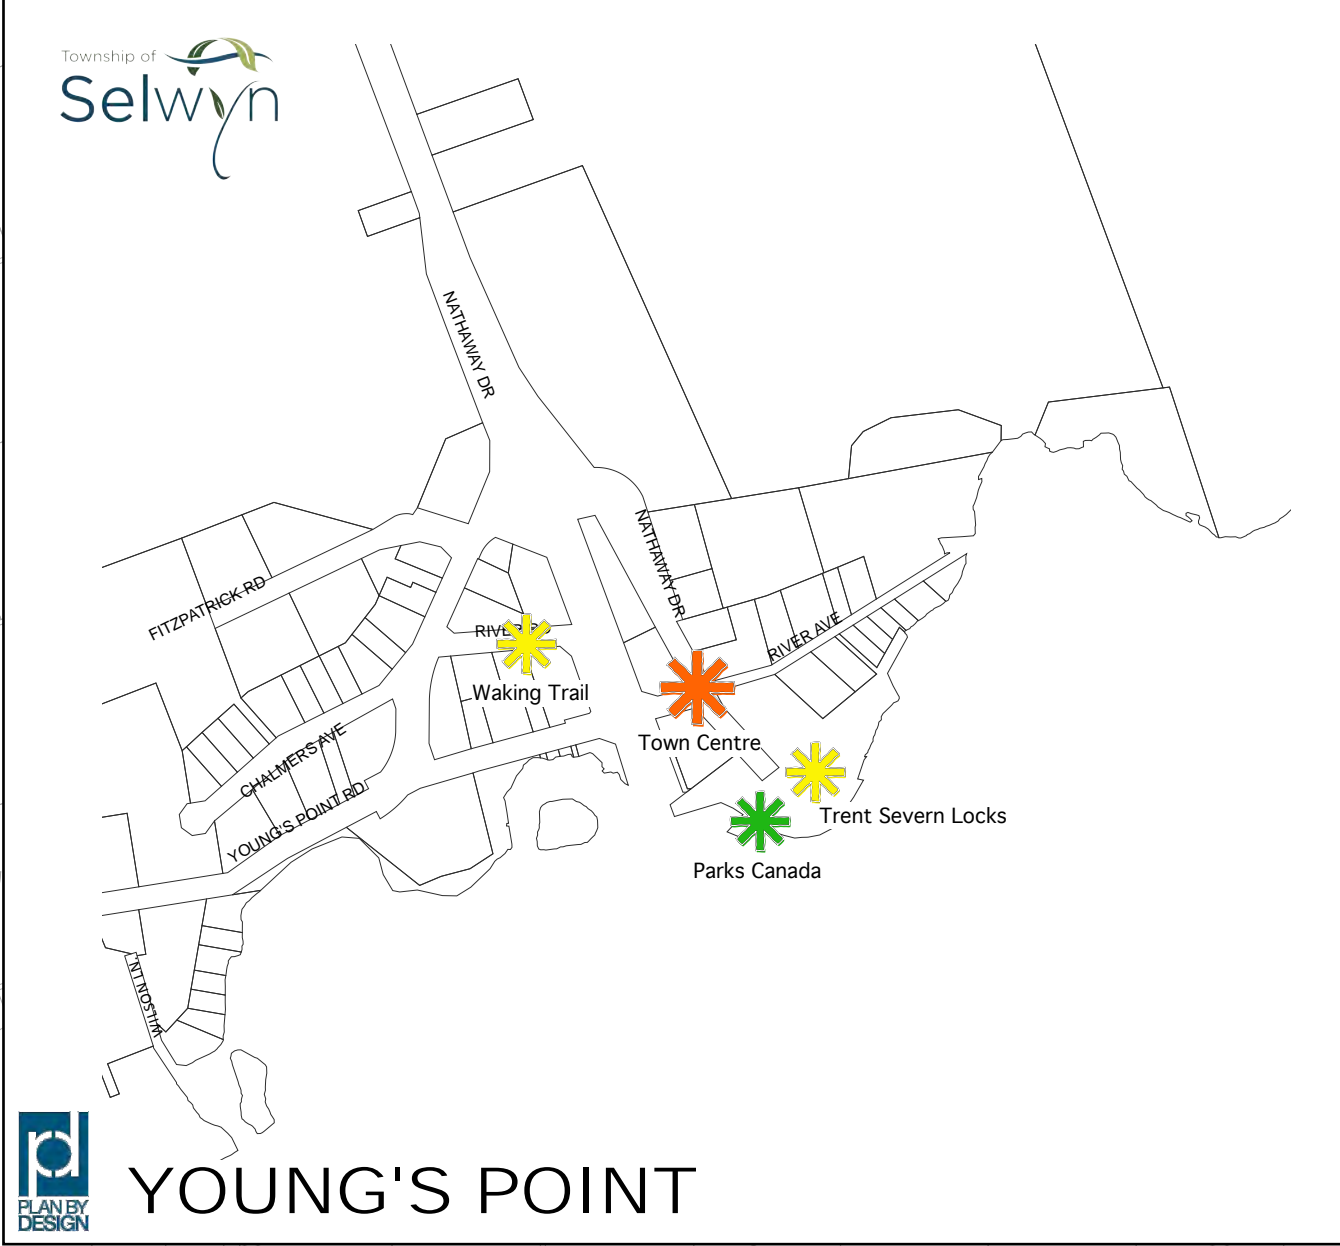 Township of
Selwyn
NATHAWAY DR
NATHAWAY DR
FITZPATRICK RD
RIVER AVE
Waking Trail
Town Centre
CHALMERS AVE
YOUNG'S POINT RD
Trent Severn Locks
Parks Canada
WILSON LN
PLAN BY
DESIGN
YOUNG'S POINT